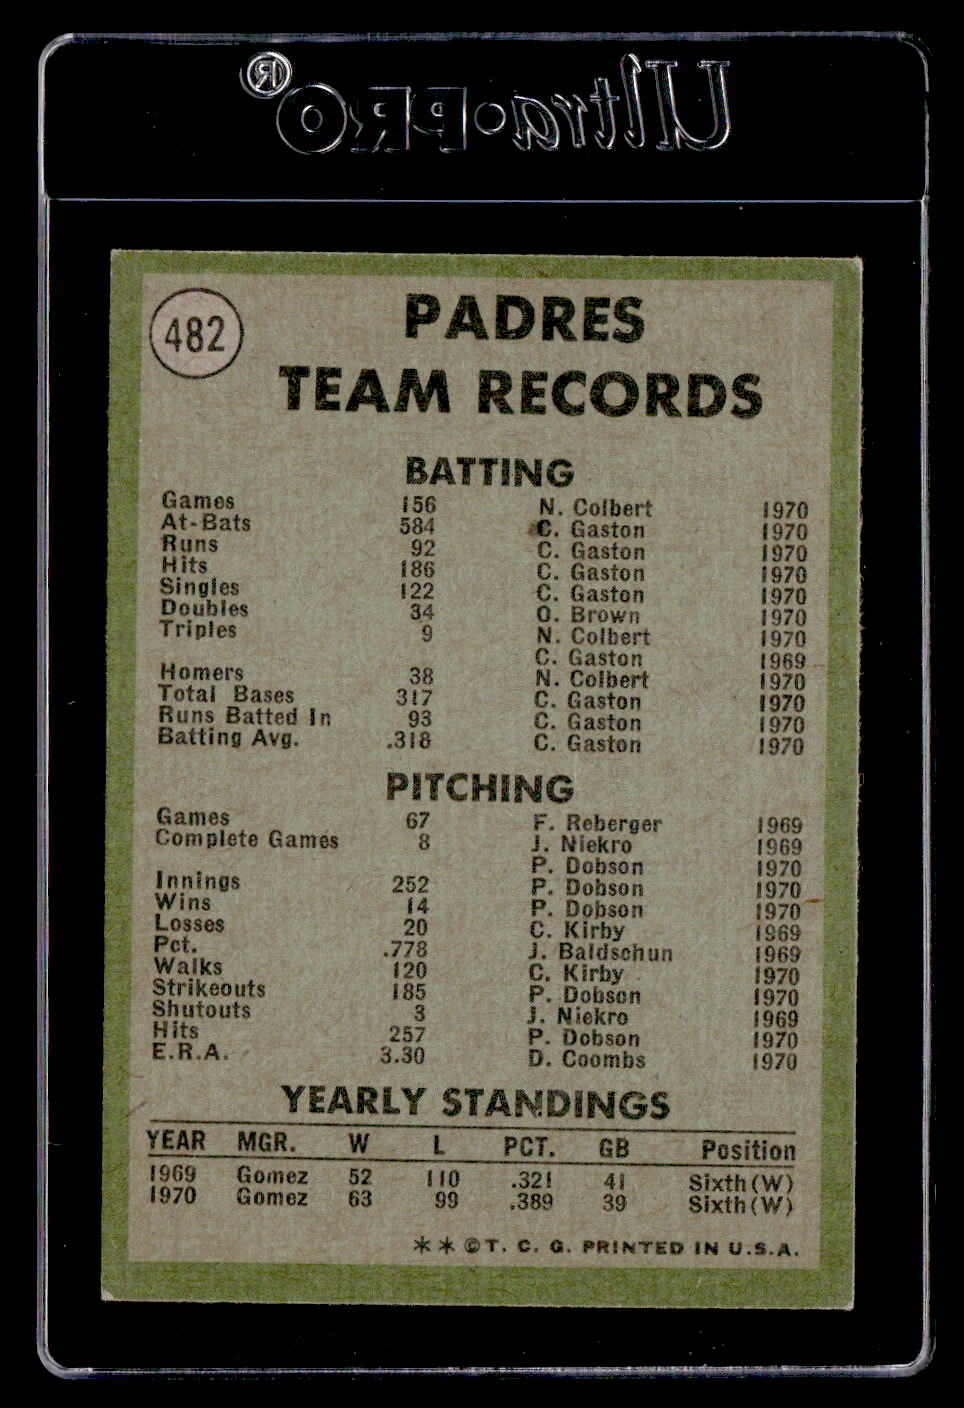 Ultra·PRO®
482
PADRES
TEAM RECORDS
BATTING
Games 156 N. Colbert 1970
At-Bats 584 C. Gaston 1970
Runs 92 C. Gaston 1970
Hits 186 C. Gaston 1970
Singles 122 C. Gaston 1970
Doubles 34 O. Brown 1970
Triples 9 N. Colbert 1970
C. Gaston 1969
Homers 38 N. Colbert 1970
Total Bases 317 C. Gaston 1970
Runs Batted In 93 C. Gaston 1970
Batting Avg. .318 C. Gaston 1970
PITCHING
Games 67 F. Reberger 1969
Complete Games 8 J. Niekro 1969
P. Dobson 1970
Innings 252 P. Dobson 1970
Wins 14 P. Dobson 1970
Losses 20 C. Kirby 1969
Pct. .778 J. Baldschun 1969
Walks 120 C. Kirby 1970
Strikeouts 185 P. Dobson 1970
Shutouts 3 J. Niekro 1969
Hits 257 P. Dobson 1970
E.R.A. 3.30 D. Coombs 1970
YEARLY STANDINGS
YEAR MGR. W L PCT. GB Position
1969 Gomez 52 110 .321 41 Sixth(W)
1970 Gomez 63 99 .389 39 Sixth(W)
**©T. C. G. PRINTED IN U.S.A.